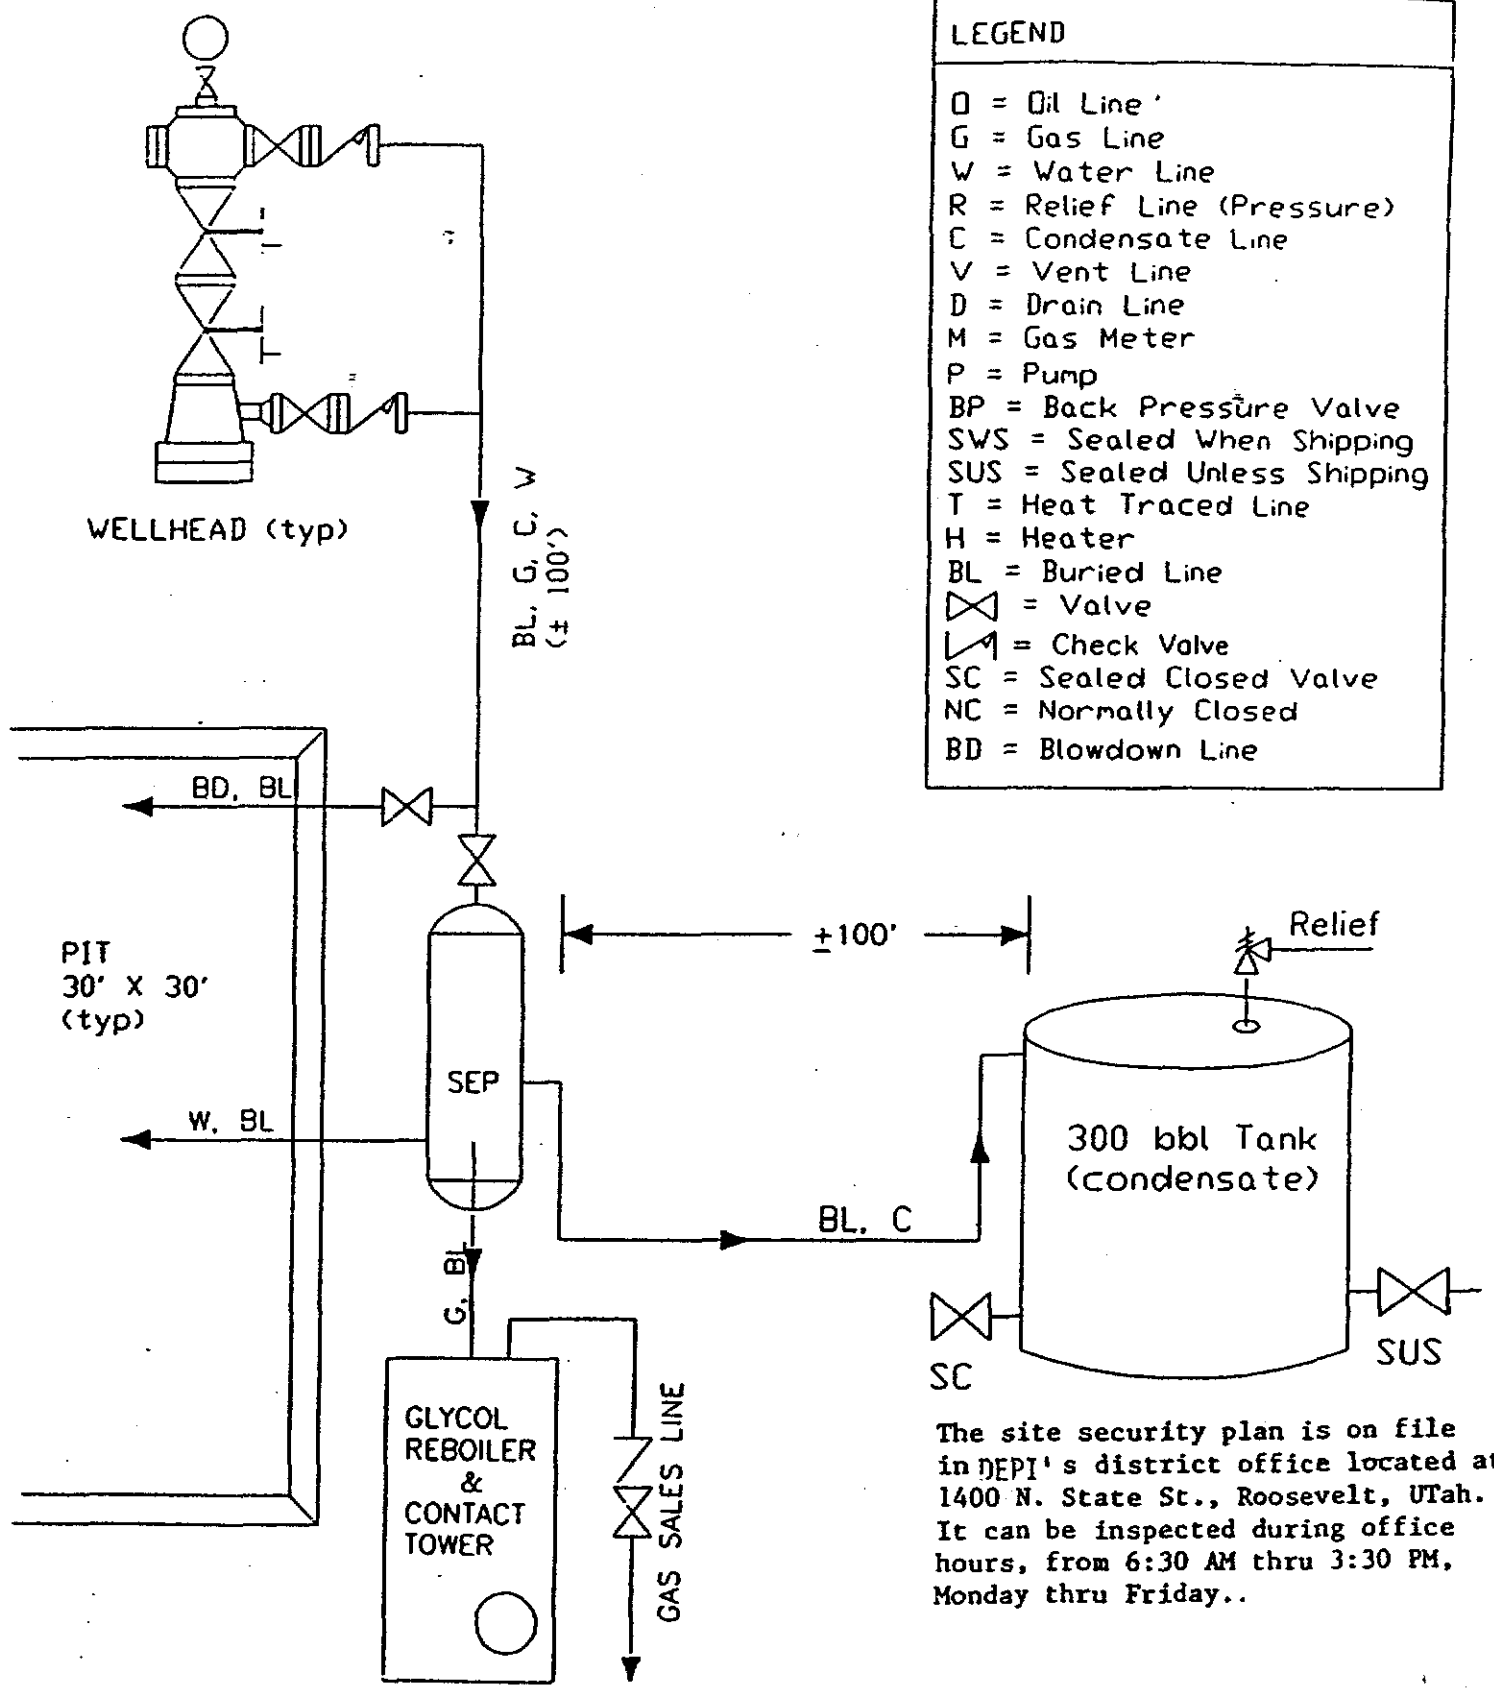 LEGEND
O = Oil Line
G = Gas Line
W = Water Line
R = Relief Line (Pressure)
C = Condensate Line
V = Vent Line
D = Drain Line
M = Gas Meter
P = Pump
BP = Back Pressure Valve
SWS = Sealed When Shipping
SUS = Sealed Unless Shipping
T = Heat Traced Line
H = Heater
BL = Buried Line
= Valve
= Check Valve
SC = Sealed Closed Valve
NC = Normally Closed
BD = Blowdown Line
WELLHEAD (typ)
BL, G, C, W
(± 100')
BD, BL
PIT
30' X 30'
(typ)
W, BL
SEP
±100'
Relief
300 bbl Tank
(condensate)
BL, C
G, BL
SC
SUS
GLYCOL
REBOILER
&
CONTACT
TOWER
GAS SALES LINE
The site security plan is on file
in DEPI's district office located at
1400 N. State St., Roosevelt, UTah.
It can be inspected during office
hours, from 6:30 AM thru 3:30 PM,
Monday thru Friday..